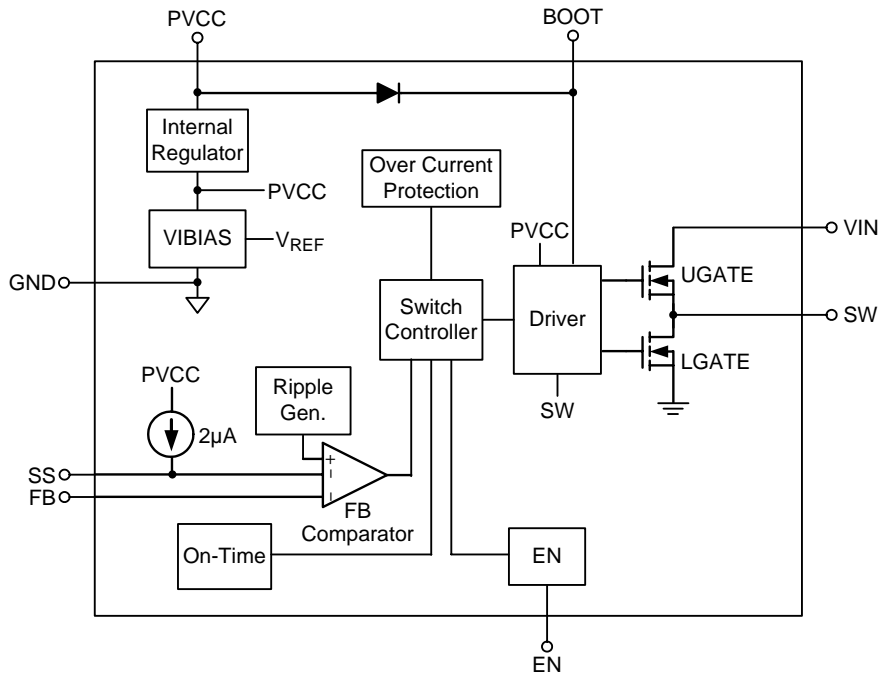 PVCC
BOOT
Internal
Regulator
Over Current
Protection
PVCC
VIBIAS
VREF
PVCC
VIN
GND
UGATE
Switch
Controller
Driver
SW
LGATE
PVCC
Ripple
Gen.
SW
2µA
+
-
-
SS
FB
FB
Comparator
On-Time
EN
EN